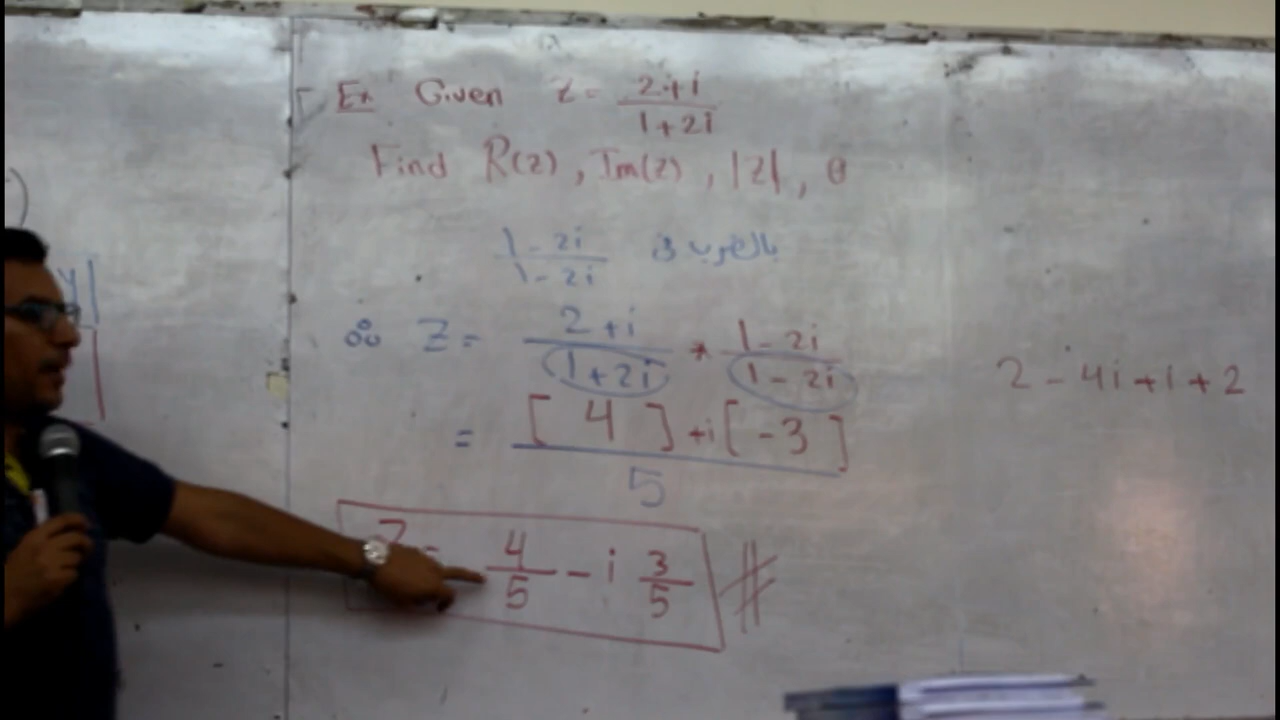 Ex Given Z = 2+i / 1+2i
Find R(z), Im(z), |z|, θ
بالضرب في 1-2i / 1-2i
∴ Z = 2+i / 1+2i * 1-2i / 1-2i
2 - 4i + i + 2
= [ 4 ] + i [ -3 ] / 5
Z = 4/5 - i 3/5 #